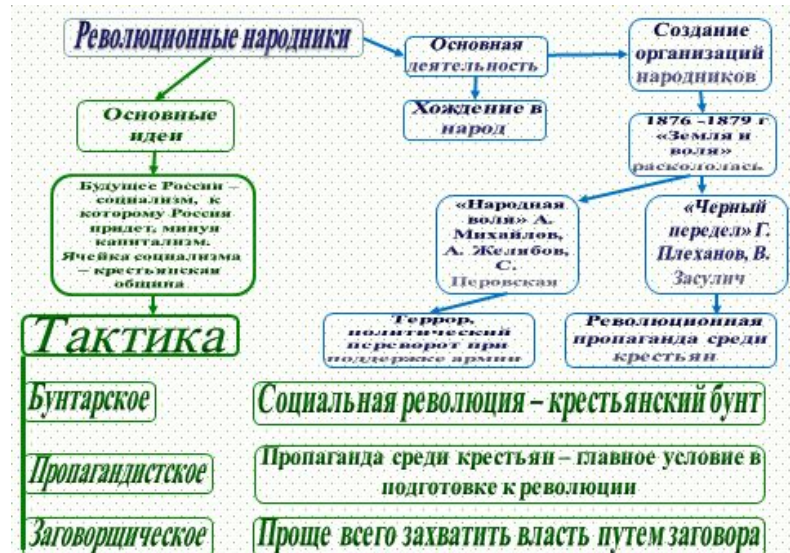 Революционные народники
Основная
деятельность
Создание
организаций
народников
Основные
идеи
Хождение в
народ
1876 –1879 г
«Земля и
воля»
раскололась
Будущее России –
социализм, к
которому Россия
придет, минуя
капитализм.
Ячейка социализма
– крестьянская
община
«Народная
воля» А.
Михайлов,
А. Желябов,
С.
Перовская
«Черный
передел» Г.
Плеханов, В.
Засулич
Тактика
Террор,
политический
переворот при
поддержке армии
Революционная
пропаганда среди
крестьян
Бунтарское
Социальная революция – крестьянский бунт
Пропагандистское
Пропаганда среди крестьян – главное условие в
подготовке к революции
Заговорщическое
Проще всего захватить власть путем заговора